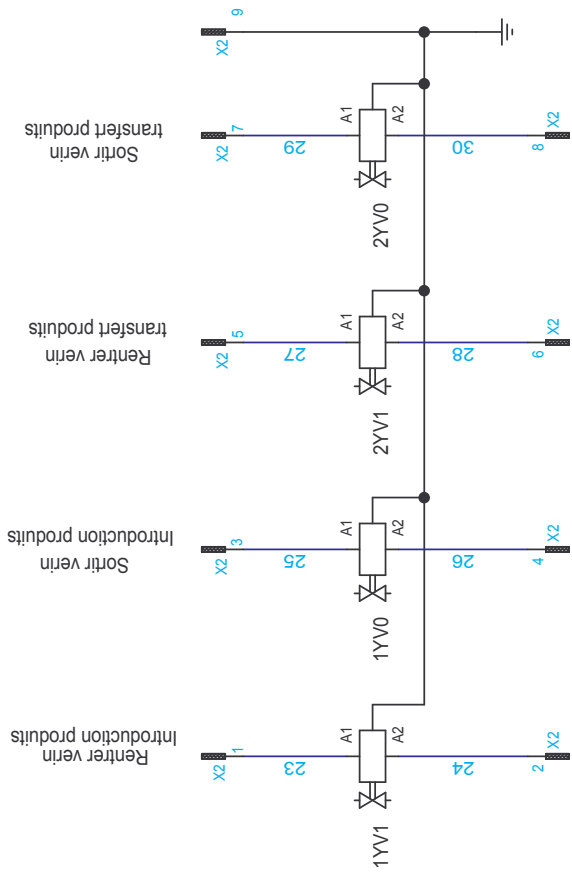 9
X2
Sortir verin
transfert produits
X2
7
29
A1
A2
30
8
X2
2YV0
Rentrer verin
transfert produits
X2
5
27
A1
A2
28
6
X2
2YV1
Sortir verin
Introduction produits
X2
3
25
A1
A2
26
4
X2
1YV0
Rentrer verin
Introduction produits
X2
1
23
A1
A2
24
2
X2
1YV1